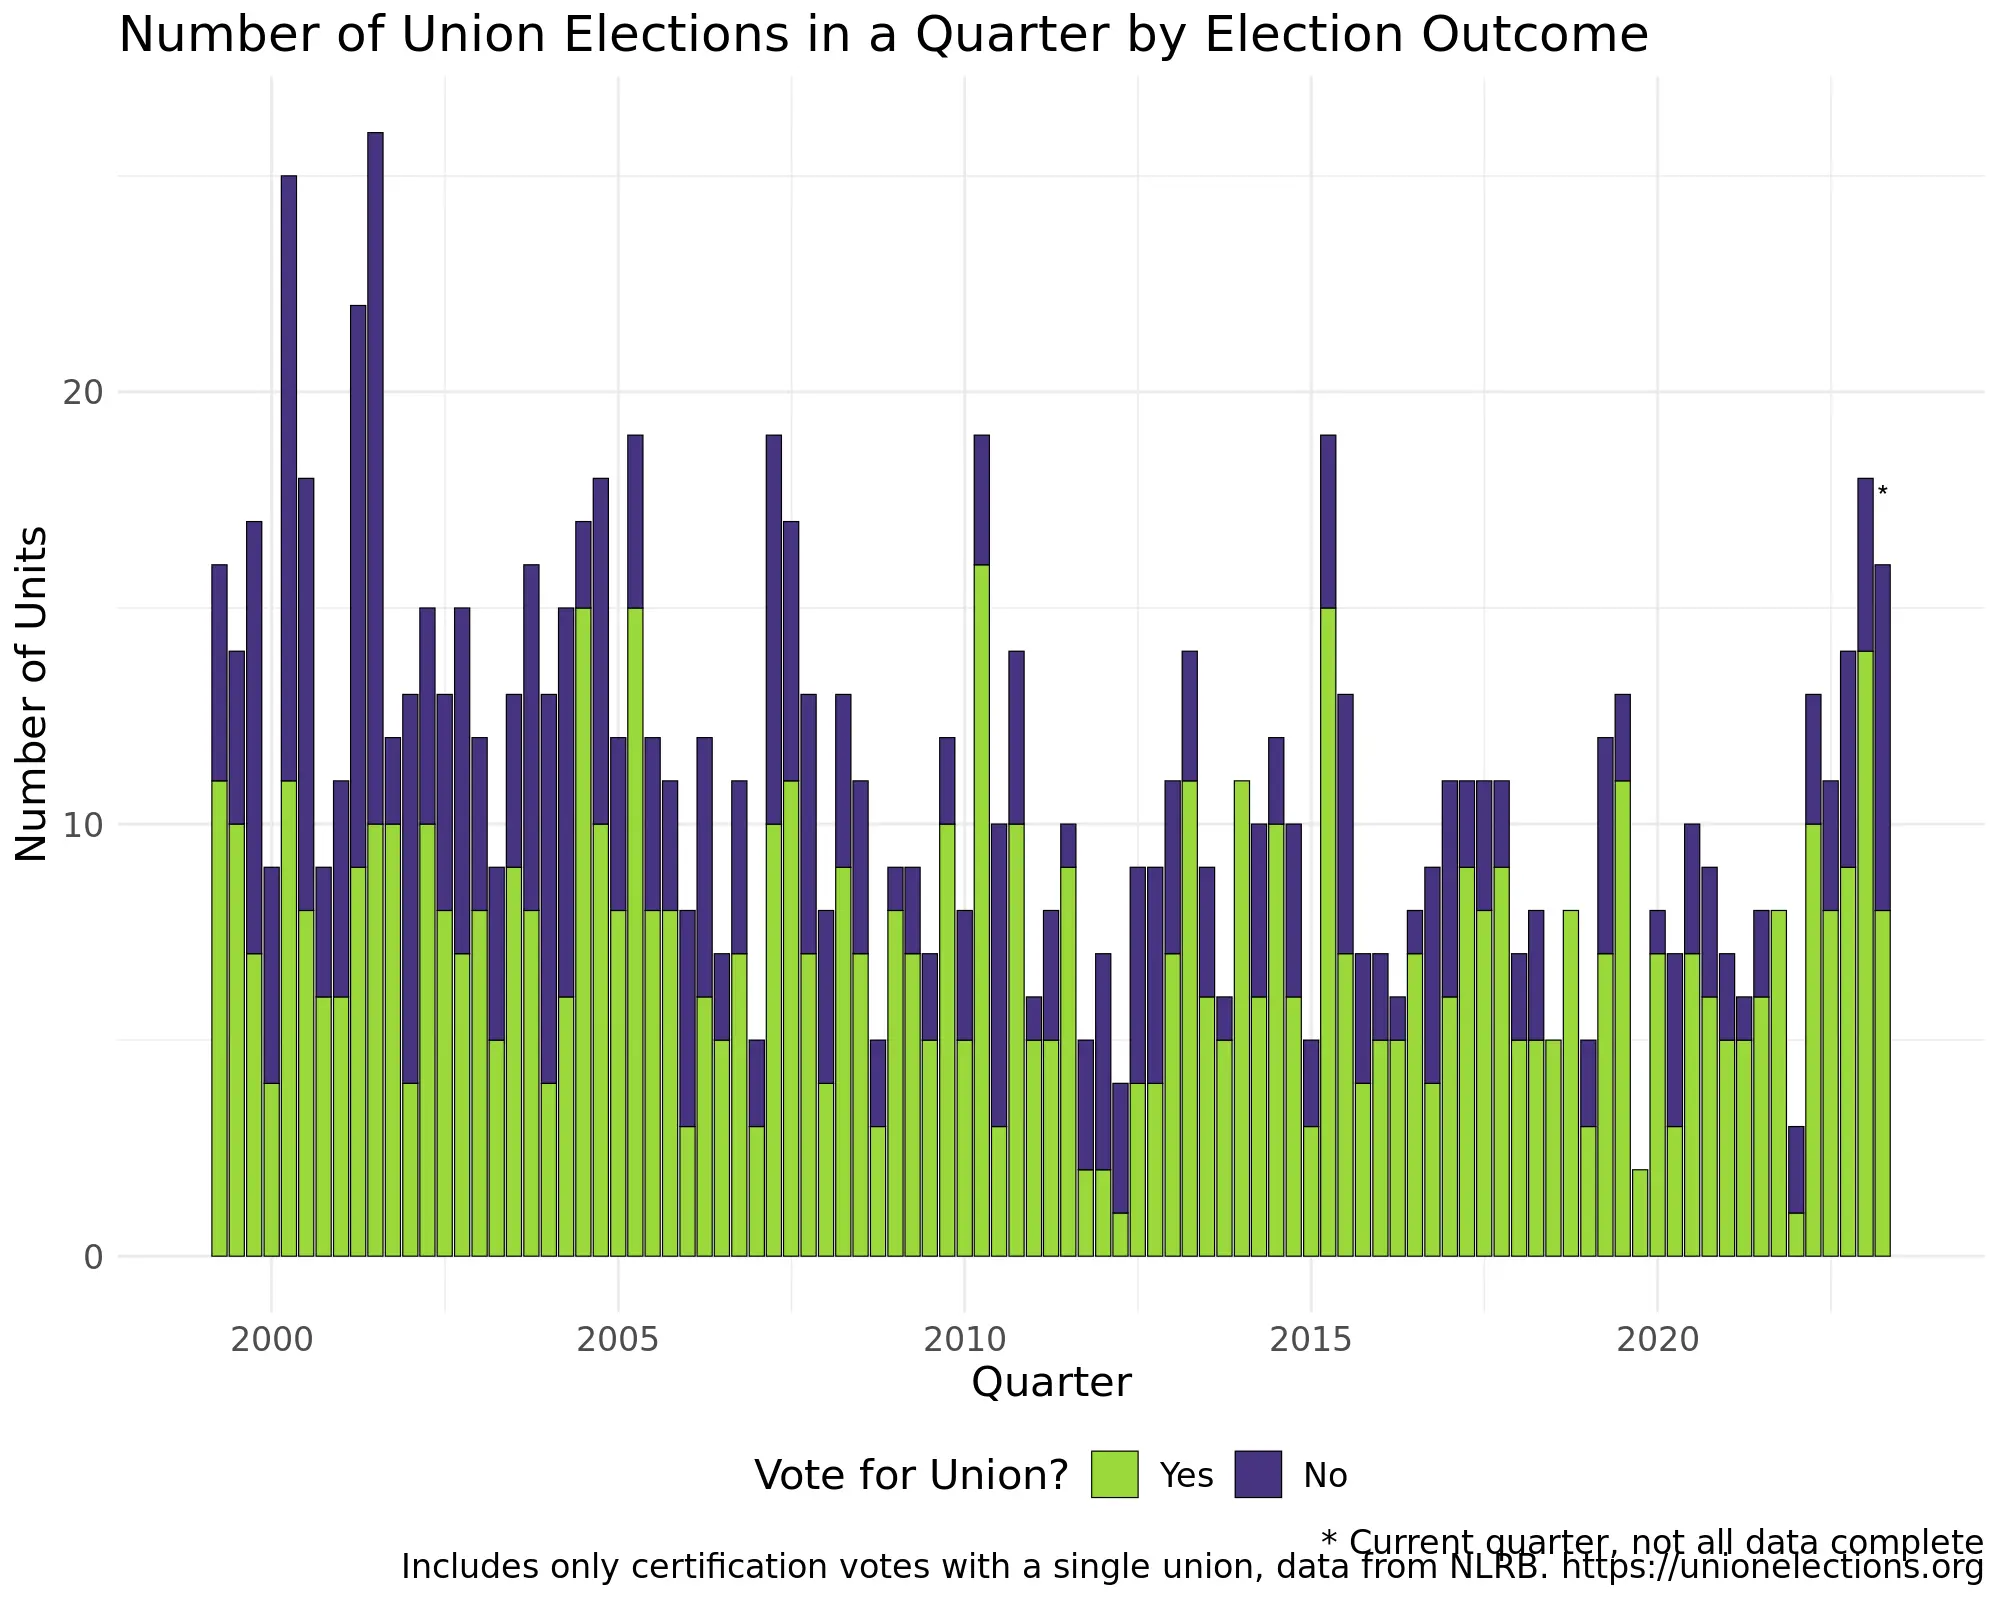 Number of Union Elections in a Quarter by Election Outcome
Number of Units
20
10
0
*
2000 2005 2010 2015 2020
Quarter
Vote for Union? Yes No
* Current quarter, not all data complete
Includes only certification votes with a single union, data from NLRB. https://unionelections.org